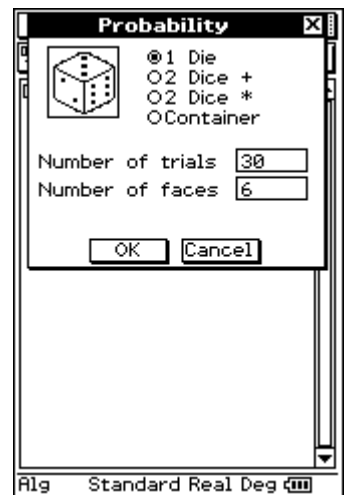 Probability
1 Die
2 Dice +
2 Dice *
Container
Number of trials 30
Number of faces 6
OK Cancel
Alg Standard Real Deg